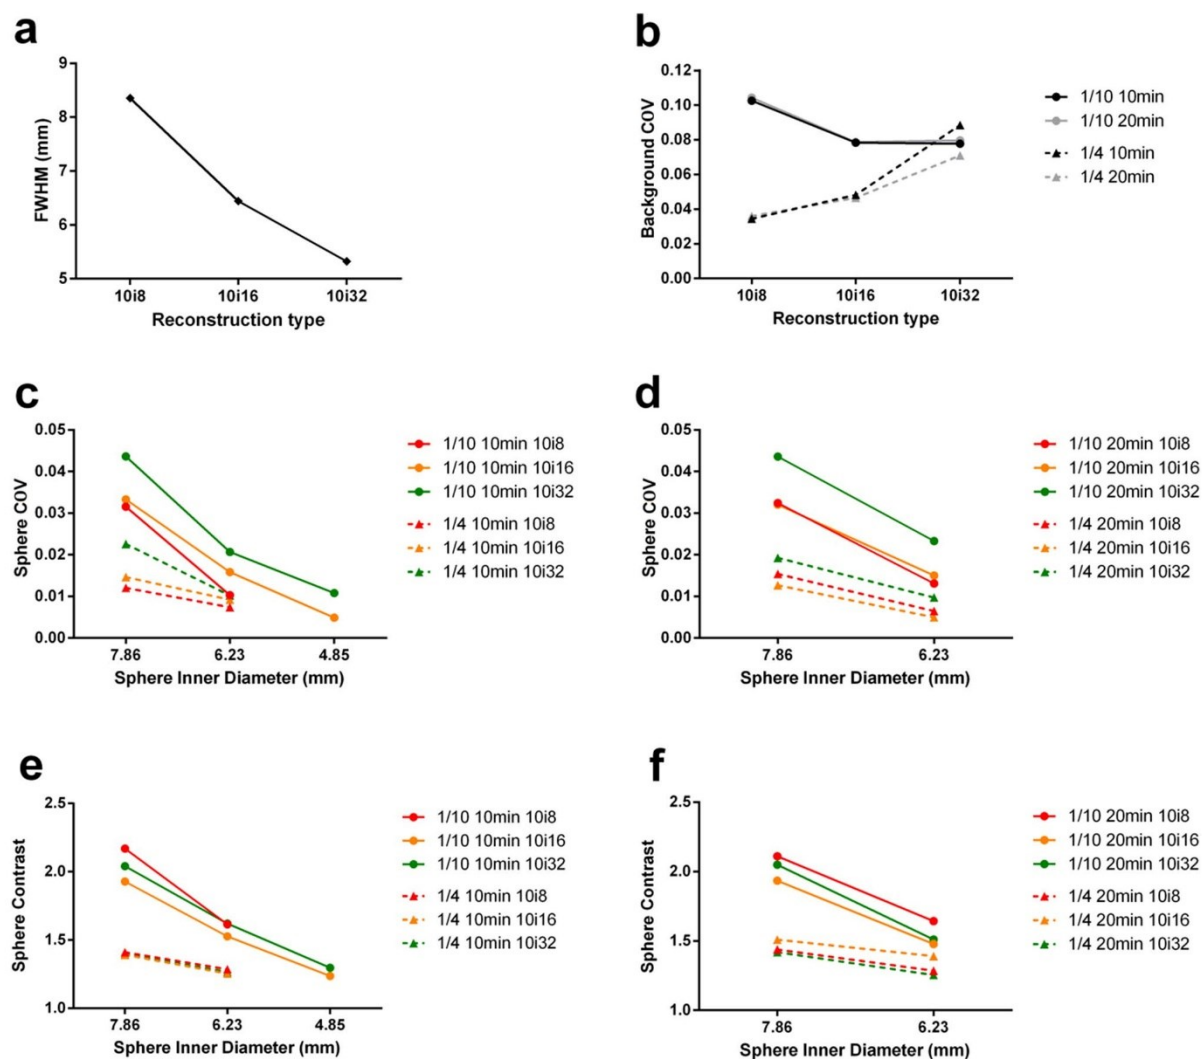 a
9
8
7
6
5
FWHM (mm)
10i8 10i16 10i32
Reconstruction type
b
0.12
0.10
0.08
0.06
0.04
0.02
0.00
Background COV
10i8 10i16 10i32
Reconstruction type
1/10 10min
1/10 20min
1/4 10min
1/4 20min
c
0.05
0.04
0.03
0.02
0.01
0.00
Sphere COV
7.86 6.23 4.85
Sphere Inner Diameter (mm)
1/10 10min 10i8
1/10 10min 10i16
1/10 10min 10i32
1/4 10min 10i8
1/4 10min 10i16
1/4 10min 10i32
d
0.05
0.04
0.03
0.02
0.01
0.00
Sphere COV
7.86 6.23
Sphere Inner Diameter (mm)
1/10 20min 10i8
1/10 20min 10i16
1/10 20min 10i32
1/4 20min 10i8
1/4 20min 10i16
1/4 20min 10i32
e
2.5
2.0
1.5
1.0
Sphere Contrast
7.86 6.23 4.85
Sphere Inner Diameter (mm)
1/10 10min 10i8
1/10 10min 10i16
1/10 10min 10i32
1/4 10min 10i8
1/4 10min 10i16
1/4 10min 10i32
f
2.5
2.0
1.5
1.0
Sphere Contrast
7.86 6.23
Sphere Inner Diameter (mm)
1/10 20min 10i8
1/10 20min 10i16
1/10 20min 10i32
1/4 20min 10i8
1/4 20min 10i16
1/4 20min 10i32